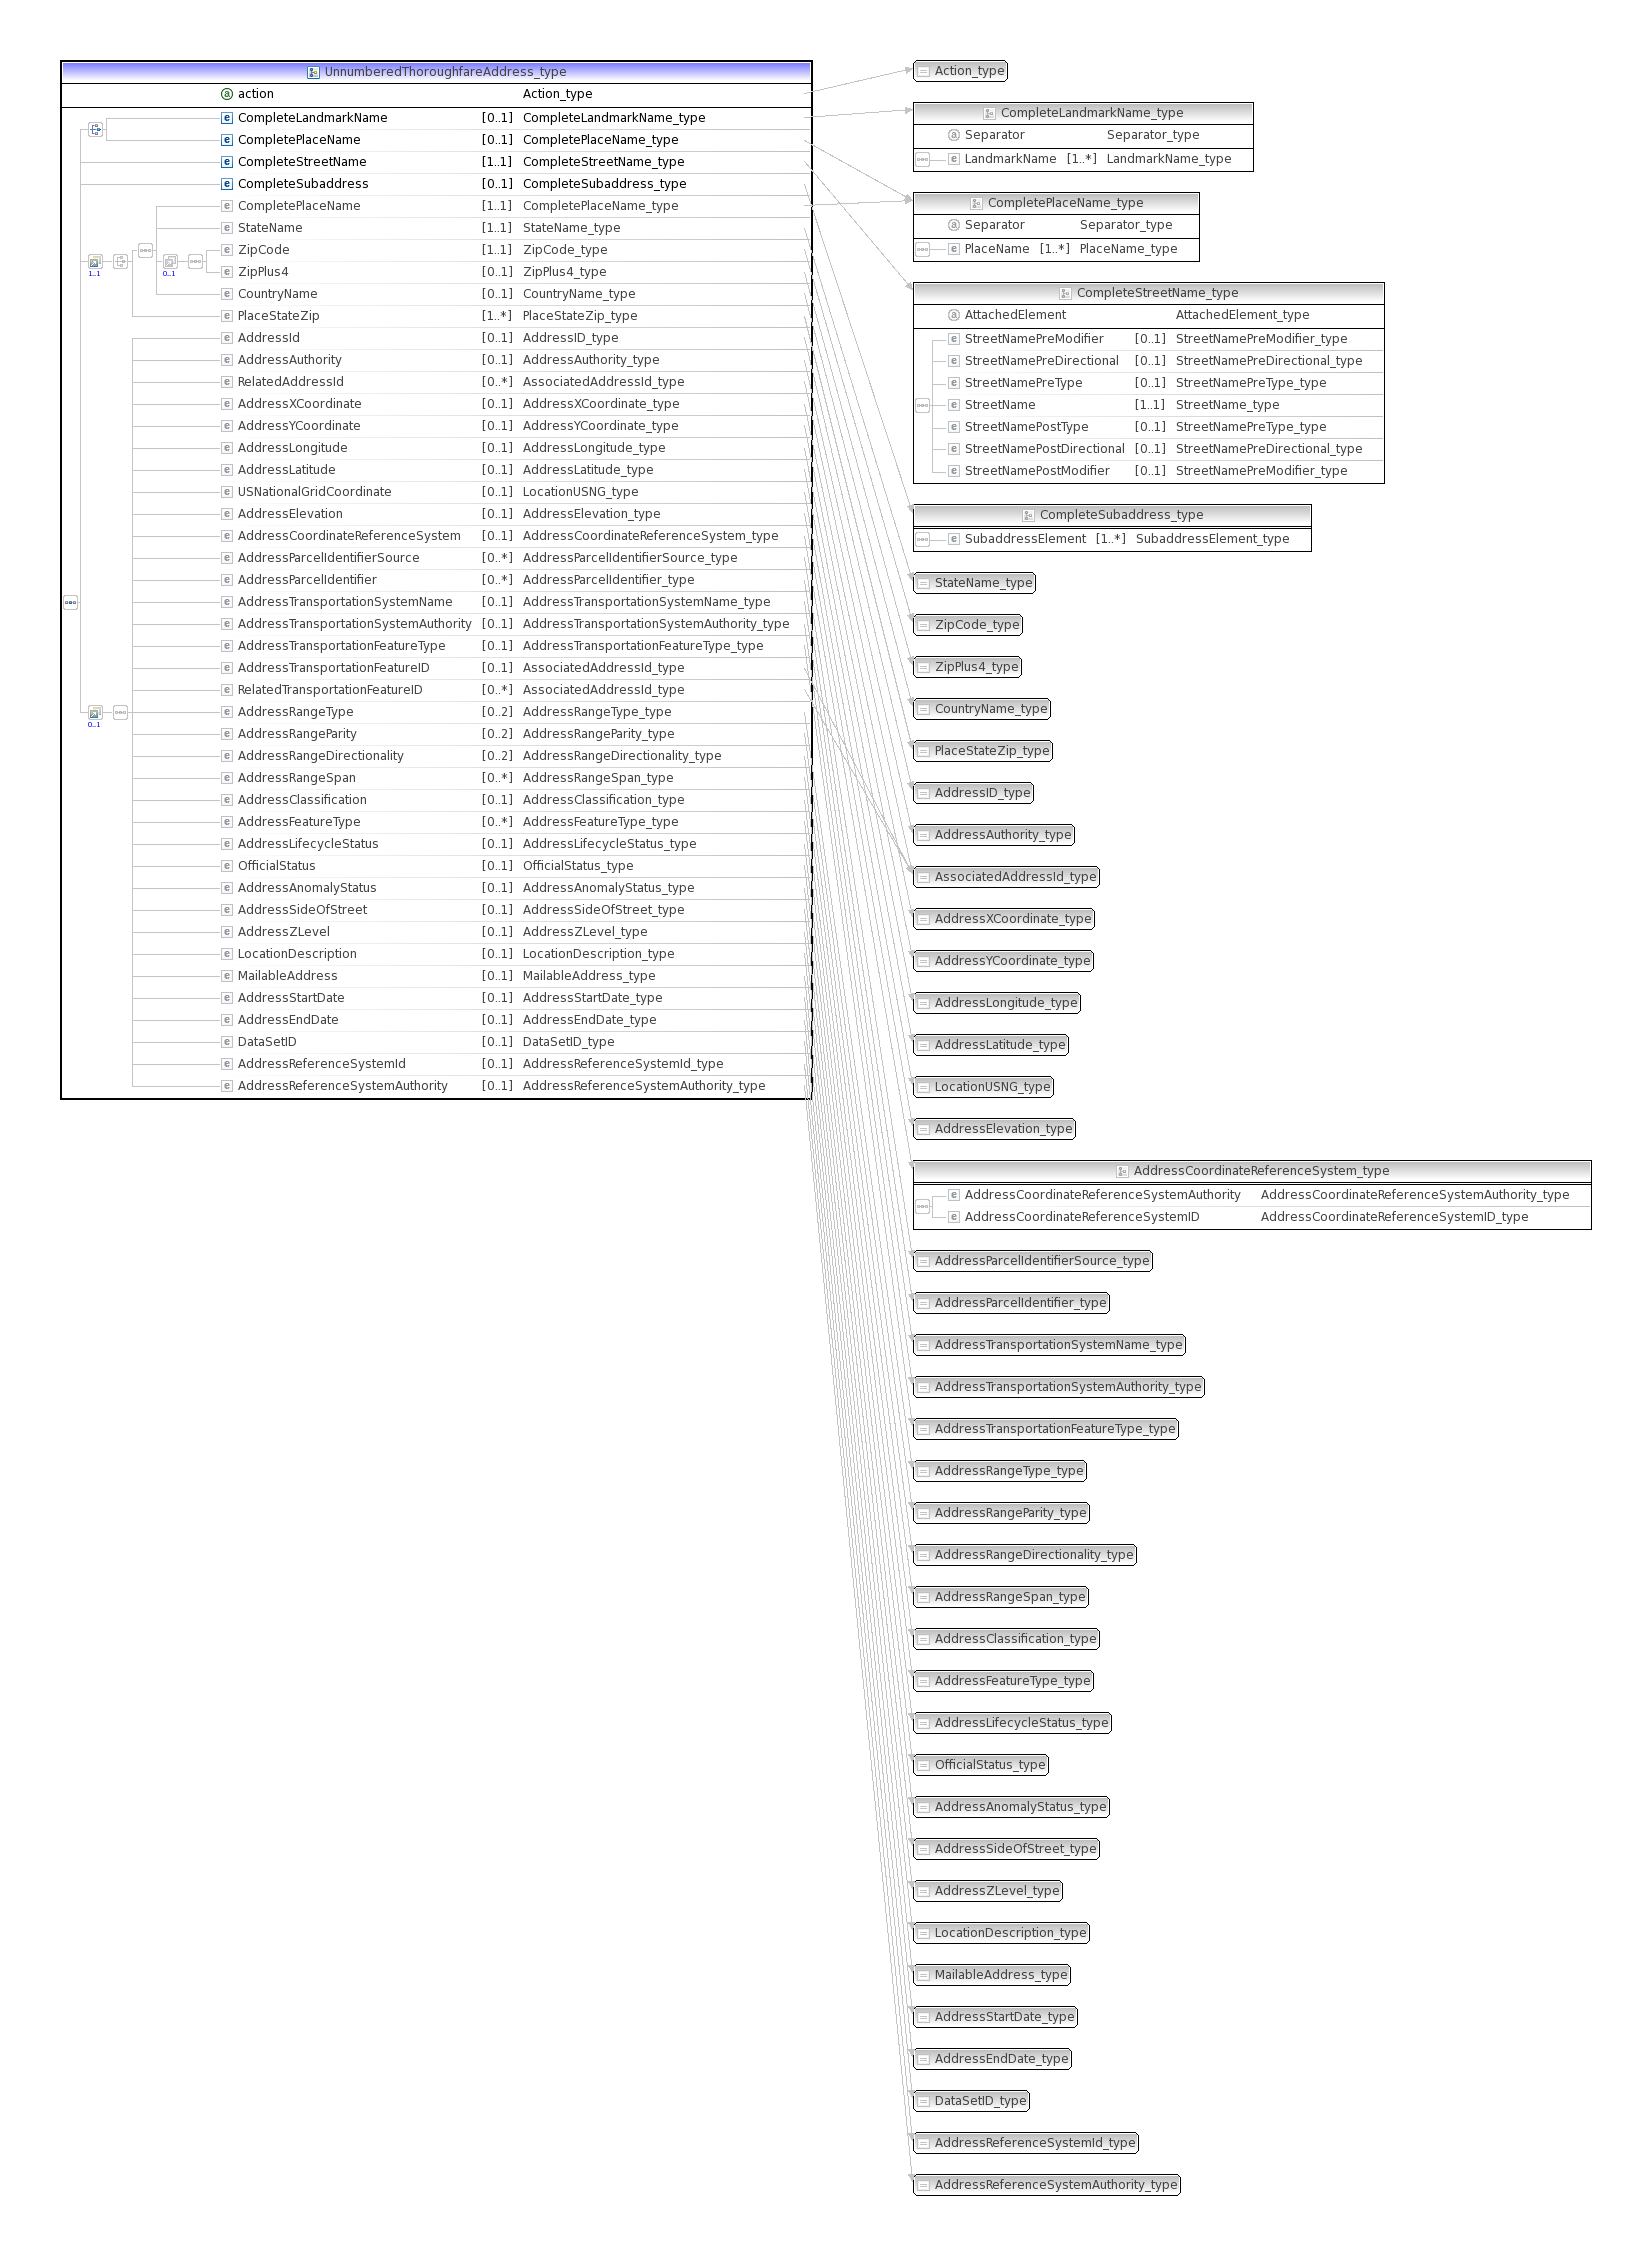 UnnumberedThoroughfareAddress_type
action Action_type
CompleteLandmarkName [0..1] CompleteLandmarkName_type
CompletePlaceName [0..1] CompletePlaceName_type
CompleteStreetName [1..1] CompleteStreetName_type
CompleteSubaddress [0..1] CompleteSubaddress_type
CompletePlaceName [1..1] CompletePlaceName_type
StateName [1..1] StateName_type
ZipCode [1..1] ZipCode_type
1..1
0..1
ZipPlus4 [0..1] ZipPlus4_type
CountryName [0..1] CountryName_type
PlaceStateZip [1..*] PlaceStateZip_type
AddressId [0..1] AddressID_type
AddressAuthority [0..1] AddressAuthority_type
RelatedAddressId [0..*] AssociatedAddressId_type
AddressXCoordinate [0..1] AddressXCoordinate_type
AddressYCoordinate [0..1] AddressYCoordinate_type
AddressLongitude [0..1] AddressLongitude_type
AddressLatitude [0..1] AddressLatitude_type
USNationalGridCoordinate [0..1] LocationUSNG_type
AddressElevation [0..1] AddressElevation_type
AddressCoordinateReferenceSystem [0..1] AddressCoordinateReferenceSystem_type
AddressParcelIdentifierSource [0..*] AddressParcelIdentifierSource_type
AddressParcelIdentifier [0..*] AddressParcelIdentifier_type
AddressTransportationSystemName [0..1] AddressTransportationSystemName_type
AddressTransportationSystemAuthority [0..1] AddressTransportationSystemAuthority_type
AddressTransportationFeatureType [0..1] AddressTransportationFeatureType_type
AddressTransportationFeatureID [0..1] AssociatedAddressId_type
RelatedTransportationFeatureID [0..*] AssociatedAddressId_type
AddressRangeType [0..2] AddressRangeType_type
0..1
AddressRangeParity [0..2] AddressRangeParity_type
AddressRangeDirectionality [0..2] AddressRangeDirectionality_type
AddressRangeSpan [0..*] AddressRangeSpan_type
AddressClassification [0..1] AddressClassification_type
AddressFeatureType [0..*] AddressFeatureType_type
AddressLifecycleStatus [0..1] AddressLifecycleStatus_type
OfficialStatus [0..1] OfficialStatus_type
AddressAnomalyStatus [0..1] AddressAnomalyStatus_type
AddressSideOfStreet [0..1] AddressSideOfStreet_type
AddressZLevel [0..1] AddressZLevel_type
LocationDescription [0..1] LocationDescription_type
MailableAddress [0..1] MailableAddress_type
AddressStartDate [0..1] AddressStartDate_type
AddressEndDate [0..1] AddressEndDate_type
DataSetID [0..1] DataSetID_type
AddressReferenceSystemId [0..1] AddressReferenceSystemId_type
AddressReferenceSystemAuthority [0..1] AddressReferenceSystemAuthority_type
Action_type
CompleteLandmarkName_type
Separator Separator_type
LandmarkName [1..*] LandmarkName_type
CompletePlaceName_type
Separator Separator_type
PlaceName [1..*] PlaceName_type
CompleteStreetName_type
AttachedElement AttachedElement_type
StreetNamePreModifier [0..1] StreetNamePreModifier_type
StreetNamePreDirectional [0..1] StreetNamePreDirectional_type
StreetNamePreType [0..1] StreetNamePreType_type
StreetName [1..1] StreetName_type
StreetNamePostType [0..1] StreetNamePreType_type
StreetNamePostDirectional [0..1] StreetNamePreDirectional_type
StreetNamePostModifier [0..1] StreetNamePreModifier_type
CompleteSubaddress_type
SubaddressElement [1..*] SubaddressElement_type
StateName_type
ZipCode_type
ZipPlus4_type
CountryName_type
PlaceStateZip_type
AddressID_type
AddressAuthority_type
AssociatedAddressId_type
AddressXCoordinate_type
AddressYCoordinate_type
AddressLongitude_type
AddressLatitude_type
LocationUSNG_type
AddressElevation_type
AddressCoordinateReferenceSystem_type
AddressCoordinateReferenceSystemAuthority AddressCoordinateReferenceSystemAuthority_type
AddressCoordinateReferenceSystemID AddressCoordinateReferenceSystemID_type
AddressParcelIdentifierSource_type
AddressParcelIdentifier_type
AddressTransportationSystemName_type
AddressTransportationSystemAuthority_type
AddressTransportationFeatureType_type
AddressRangeType_type
AddressRangeParity_type
AddressRangeDirectionality_type
AddressRangeSpan_type
AddressClassification_type
AddressFeatureType_type
AddressLifecycleStatus_type
OfficialStatus_type
AddressAnomalyStatus_type
AddressSideOfStreet_type
AddressZLevel_type
LocationDescription_type
MailableAddress_type
AddressStartDate_type
AddressEndDate_type
DataSetID_type
AddressReferenceSystemId_type
AddressReferenceSystemAuthority_type